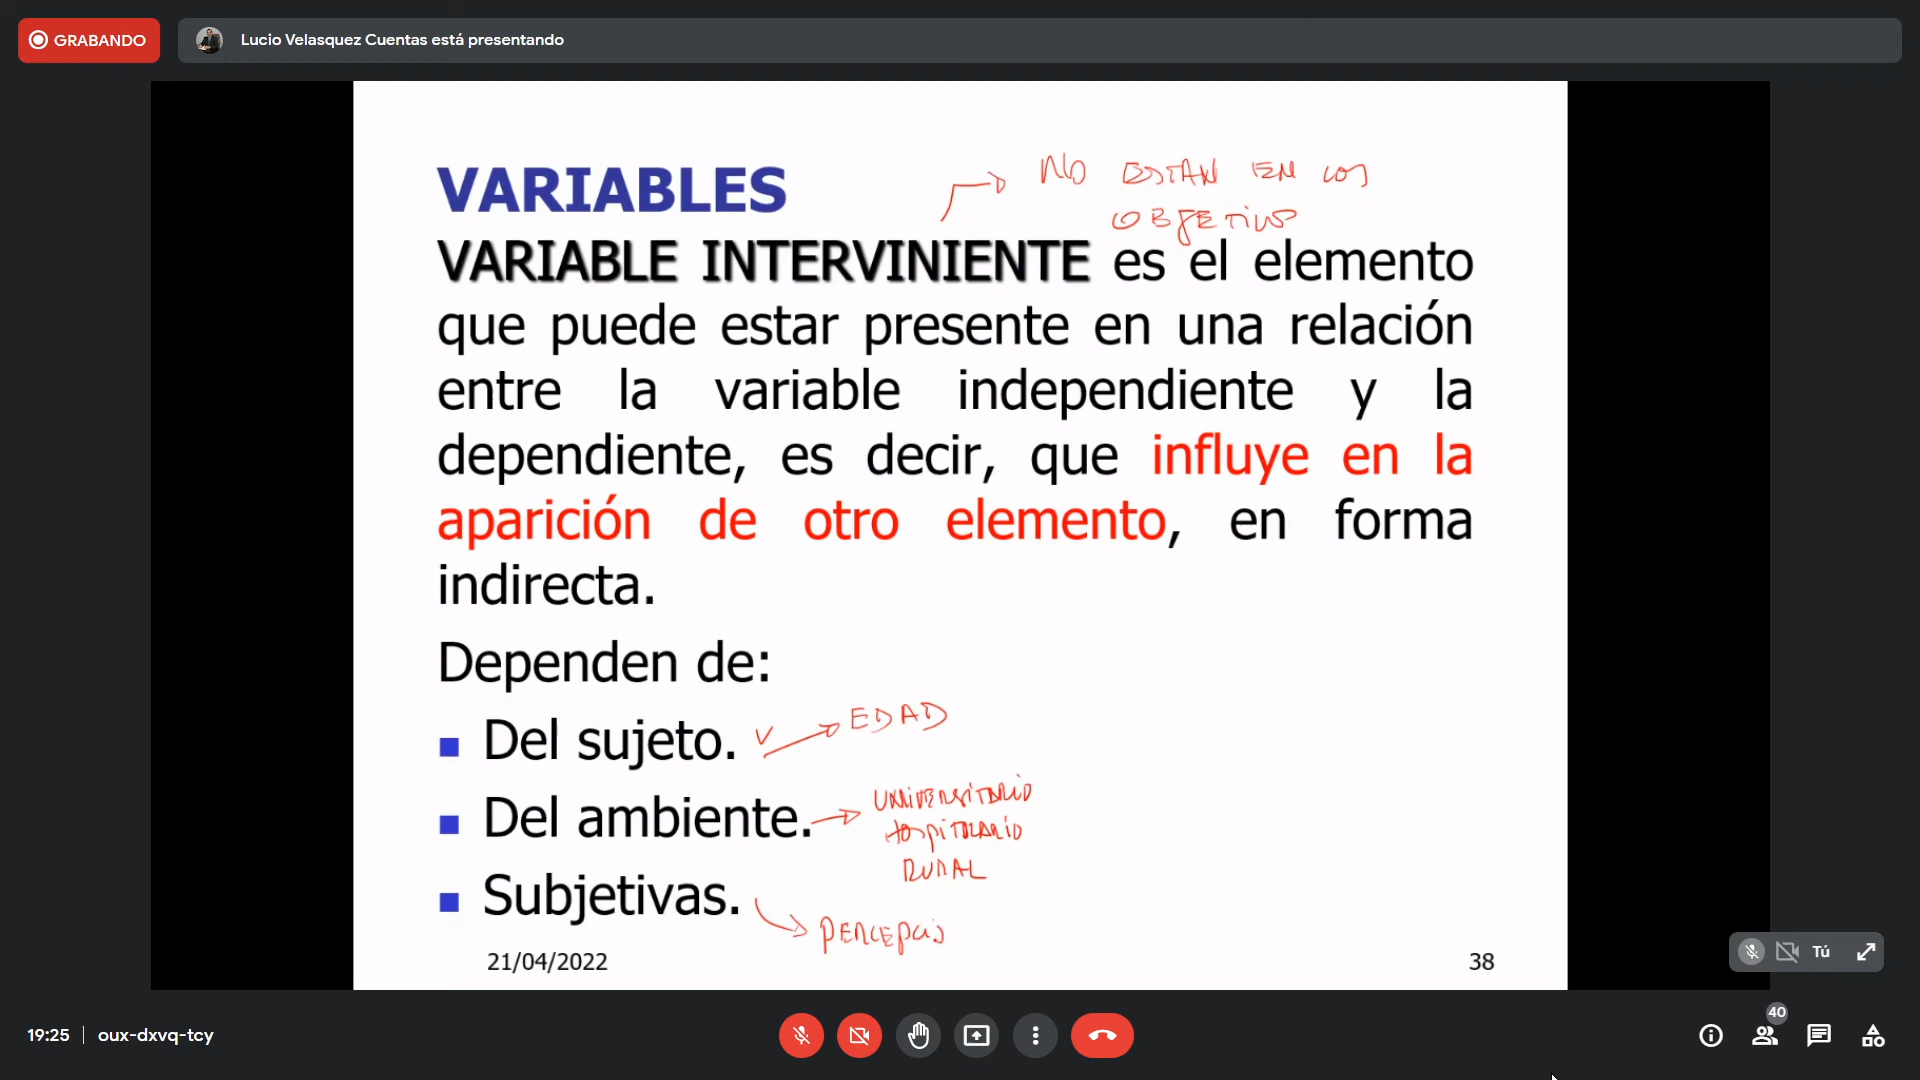 GRABANDO
Lucio Velasquez Cuentas está presentando
NO ESTAN EN LOS
OBJETIVOS
VARIABLES
VARIABLE INTERVINIENTE es el elemento
que puede estar presente en una relación
entre la variable independiente y la
dependiente, es decir, que influye en la
aparición de otro elemento, en forma
indirecta.
Dependen de:
Del sujeto. EDAD
Del ambiente. UNIVERSITARIO
RURAL
Subjetivas.
21/04/2022
38
Tú
19:25 oux-dxvq-tcy
40